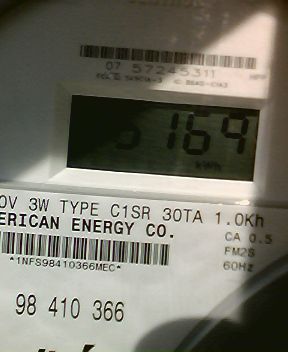 07 57245311
169
kWh
0V 3W TYPE C1SR 30TA 1.0Kh
ERICAN ENERGY CO.
CA 0.5
FM2S
*1NFS98410366MEC*
60Hz
98 410 366